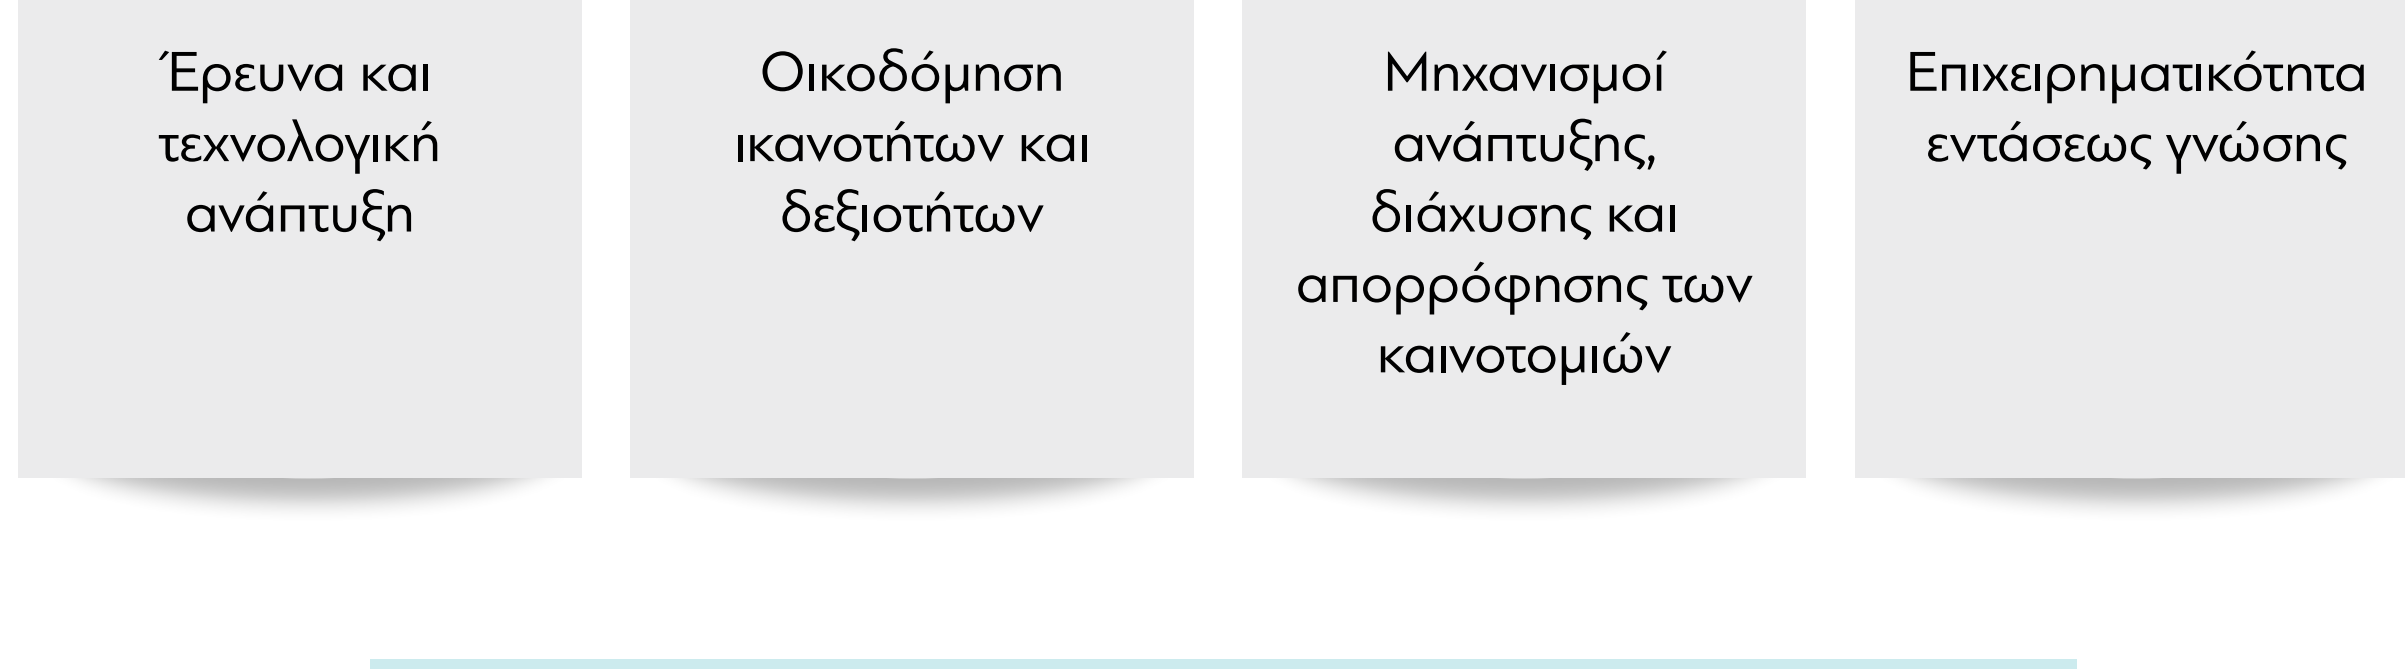 Έρευνα και
τεχνολογική
ανάπτυξη
Οικοδόμηση
ικανοτήτων και
δεξιοτήτων
Μηχανισμοί
ανάπτυξης,
διάχυσης και
απορρόφησης των
καινοτομιών
Επιχειρηματικότητα
εντάσεως γνώσης